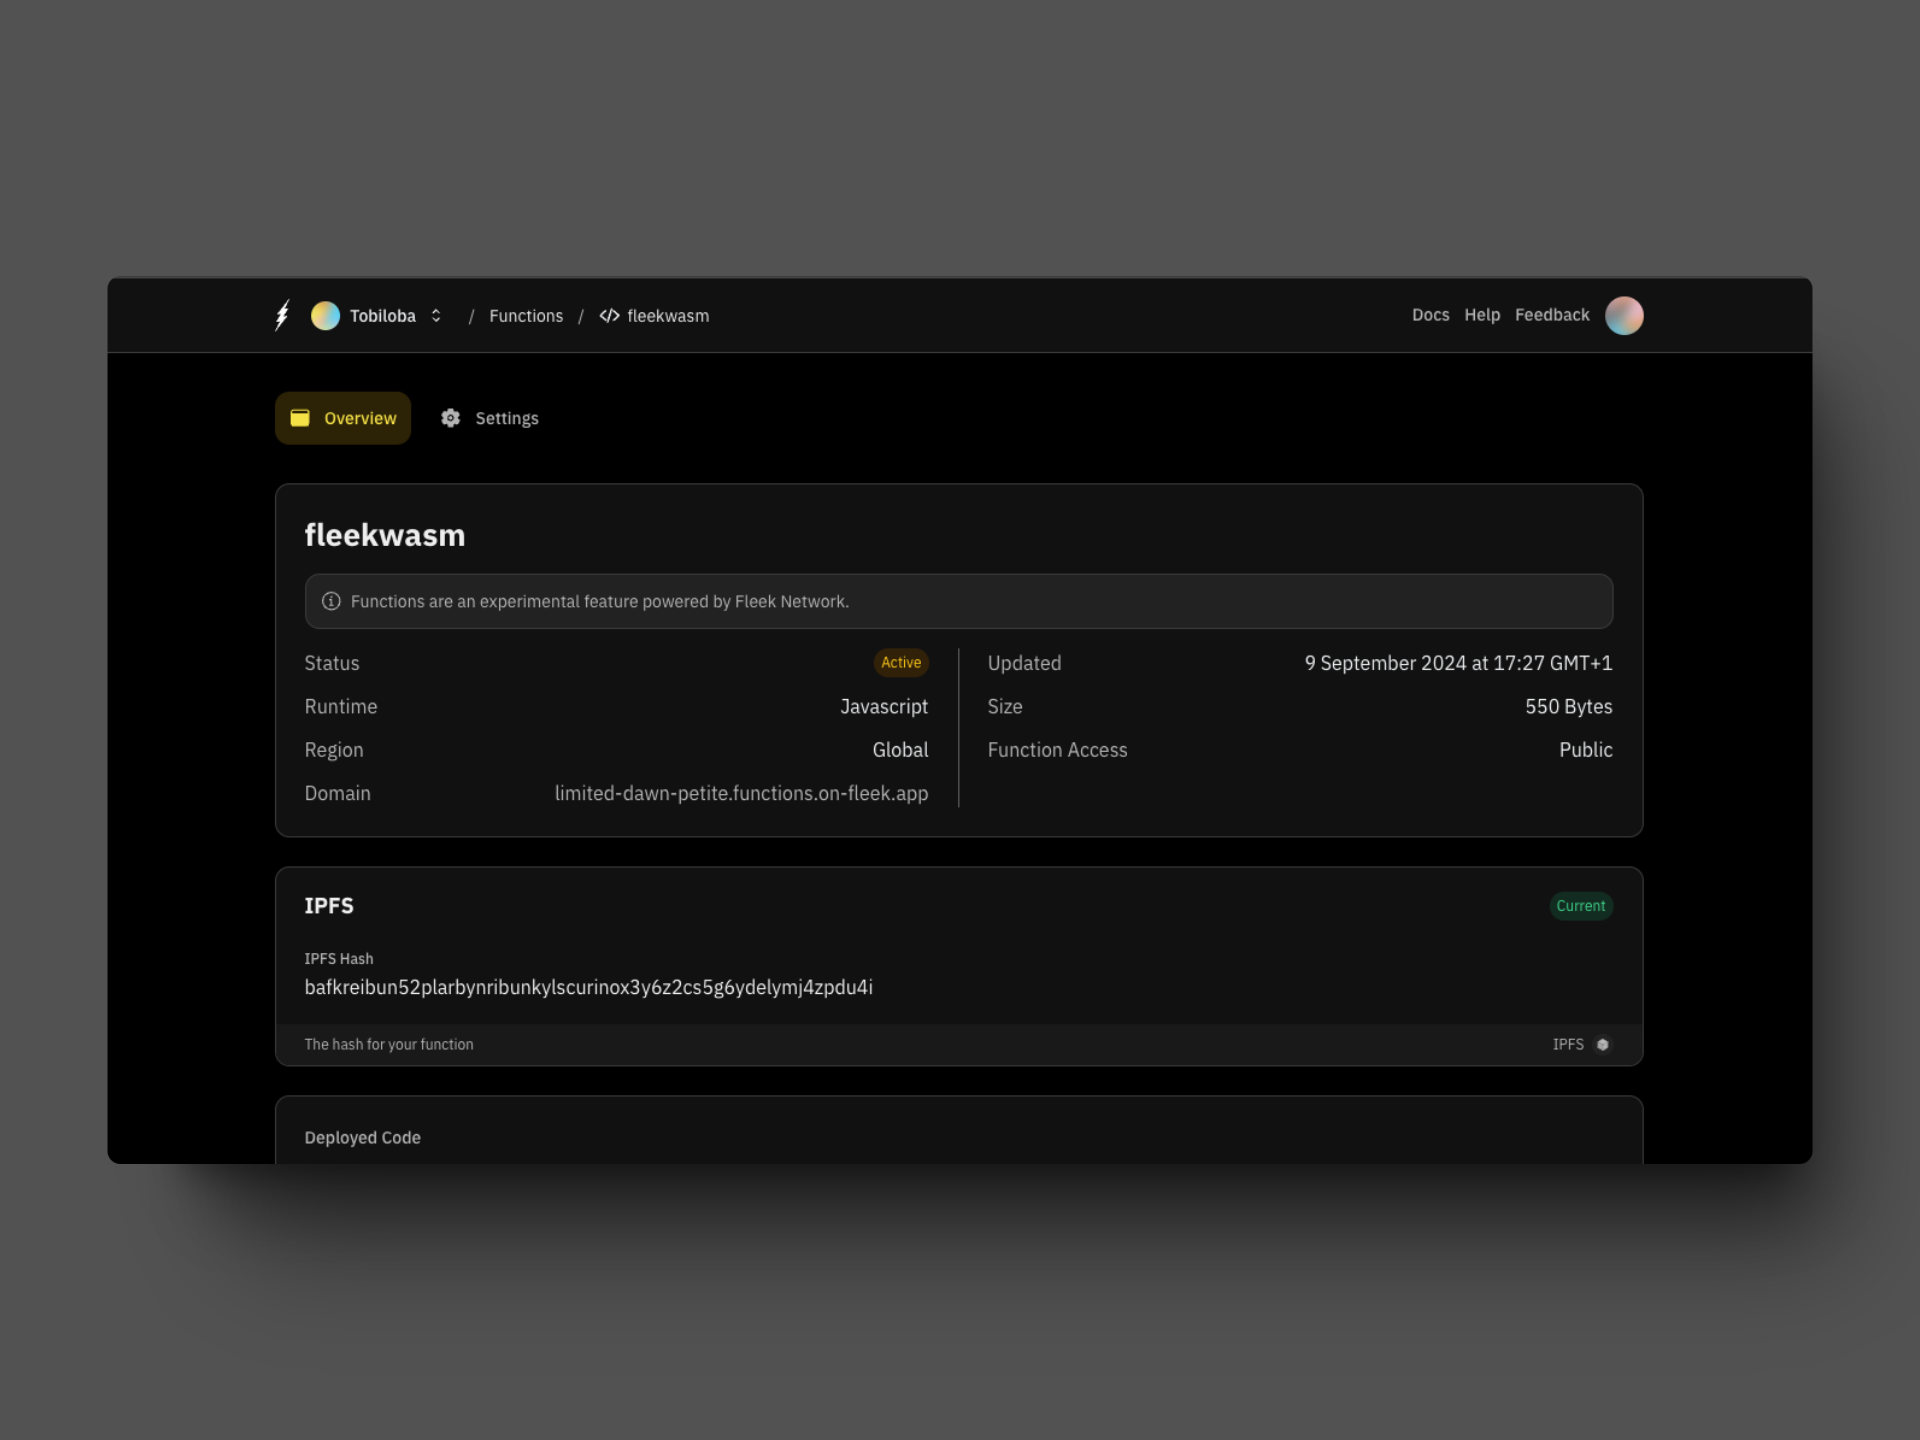 Tobiloba / Functions / </> fleekwasm Docs Help Feedback
Overview Settings
fleekwasm
Functions are an experimental feature powered by Fleek Network.
Status Active Updated 9 September 2024 at 17:27 GMT+1
Runtime Javascript Size 550 Bytes
Region Global Function Access Public
Domain limited-dawn-petite.functions.on-fleek.app
IPFS Current
IPFS Hash
bafkreibun52plarbynribunkylscurinox3y6z2cs5g6ydelymj4zpdu4i
The hash for your function IPFS
Deployed Code